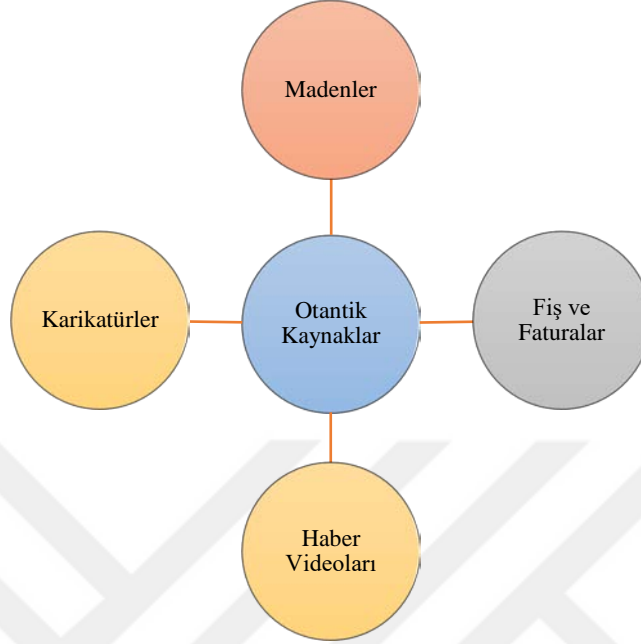 Madenler
Karikatürler
Otantik
Kaynaklar
Fiş ve
Faturalar
Haber
Videoları